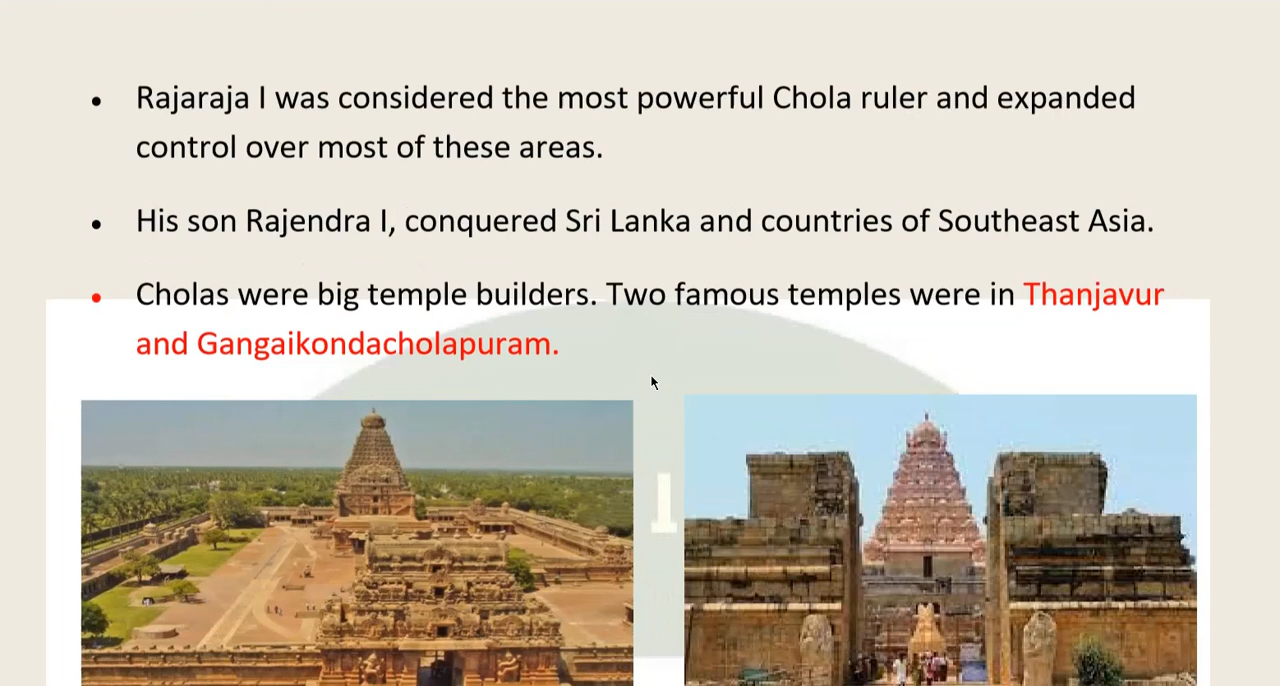 • Rajaraja I was considered the most powerful Chola ruler and expanded
control over most of these areas.
• His son Rajendra I, conquered Sri Lanka and countries of Southeast Asia.
• Cholas were big temple builders. Two famous temples were in Thanjavur
and Gangaikondacholapuram.